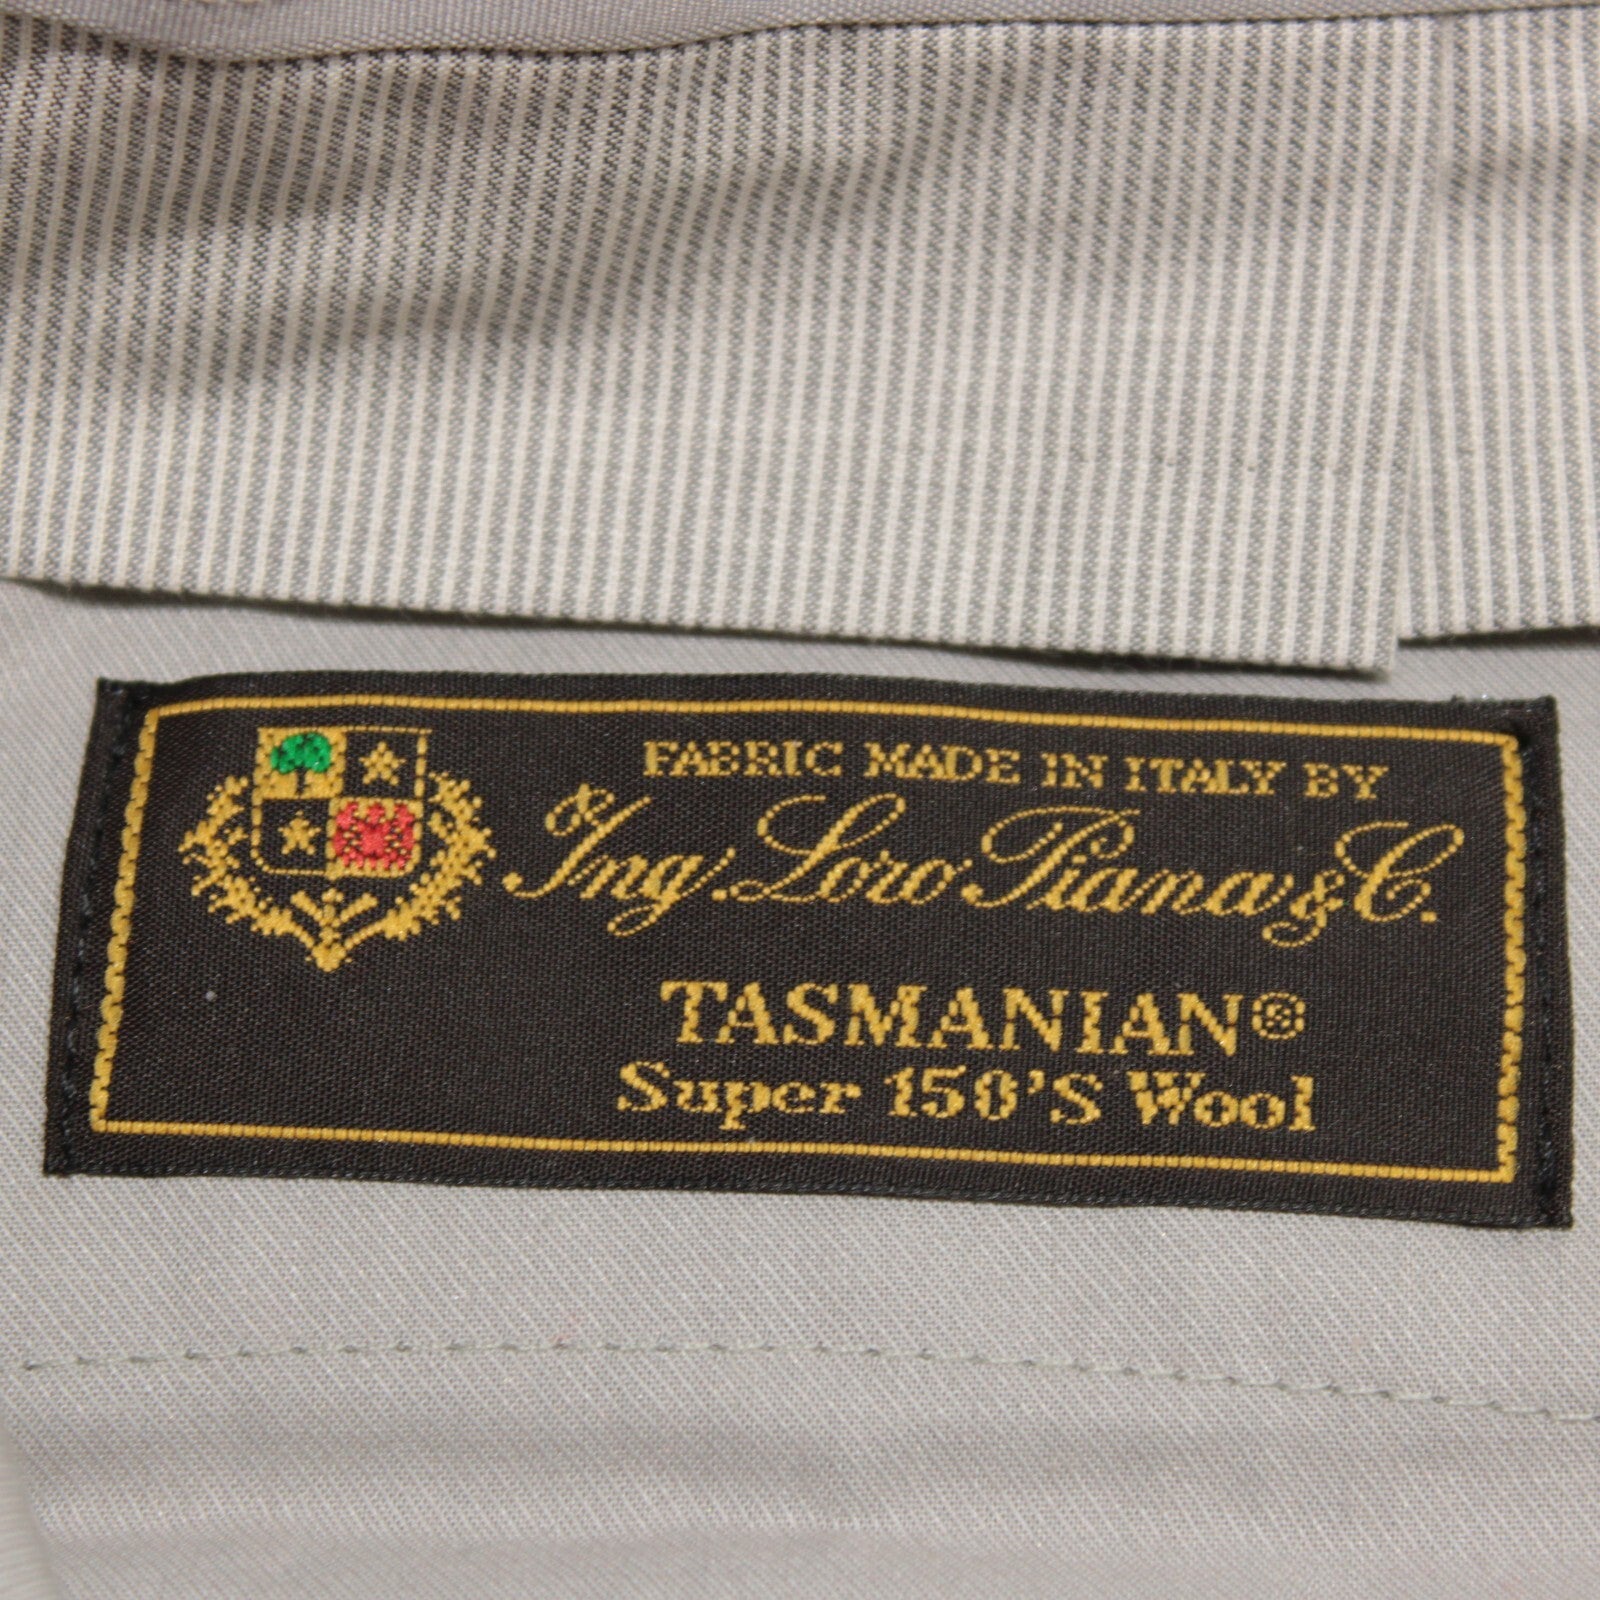 FABRIC MADE IN ITALY BY
Ing. Loro Piana & C.
TASMANIAN®
Super 150'S Wool